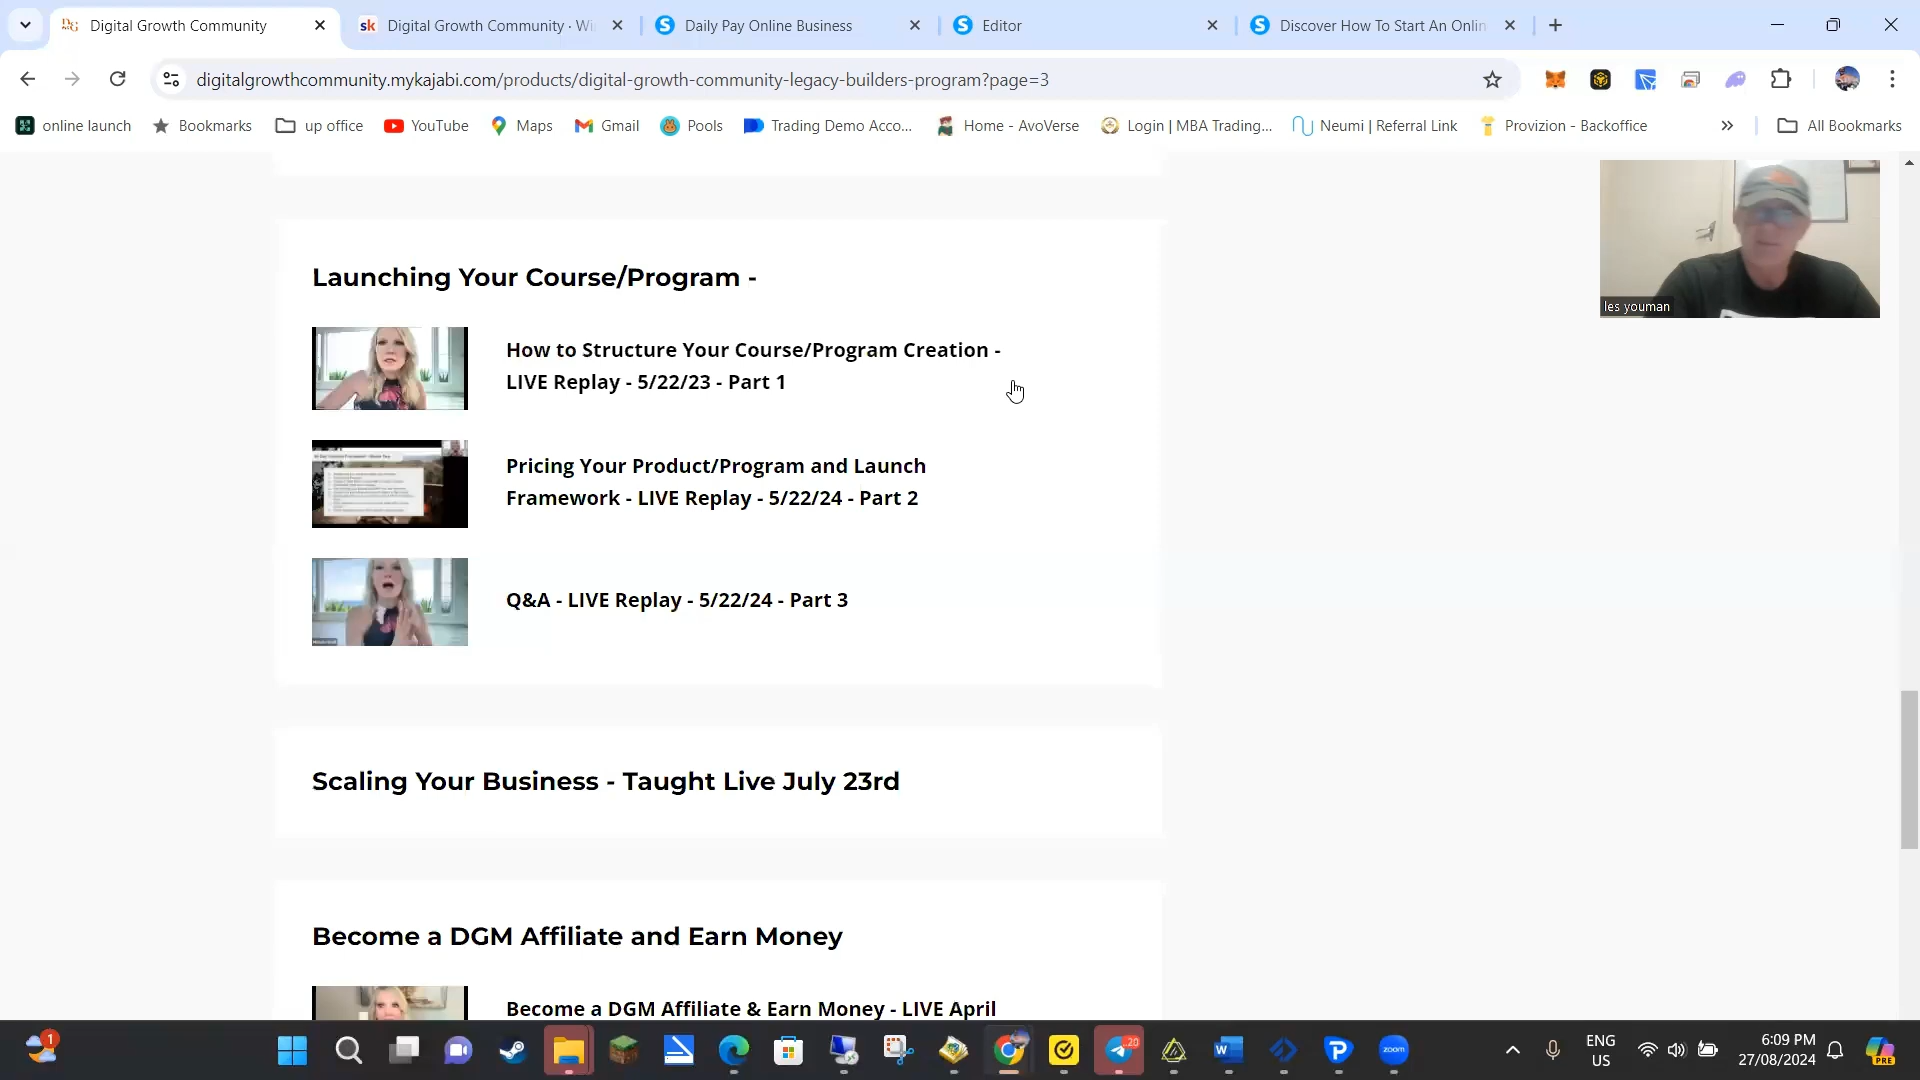 Digital Growth Community
sk Digital Growth Community · Wi
Daily Pay Online Business
Editor
Discover How To Start An Onlin
digitalgrowthcommunity.mykajabi.com/products/digital-growth-community-legacy-builders-program?page=3
online launch
Bookmarks
up office
YouTube
Maps
Gmail
Pools
Trading Demo Acco...
Home - AvoVerse
Login | MBA Trading...
Neumi | Referral Link
Provizion - Backoffice
All Bookmarks
les youman
Launching Your Course/Program -
How to Structure Your Course/Program Creation -
LIVE Replay - 5/22/23 - Part 1
Pricing Your Product/Program and Launch
Framework - LIVE Replay - 5/22/24 - Part 2
Q&A - LIVE Replay - 5/22/24 - Part 3
Scaling Your Business - Taught Live July 23rd
Become a DGM Affiliate and Earn Money
Become a DGM Affiliate & Earn Money - LIVE April
1
20
zoom
ENG
US
6:09 PM
27/08/2024
PRE